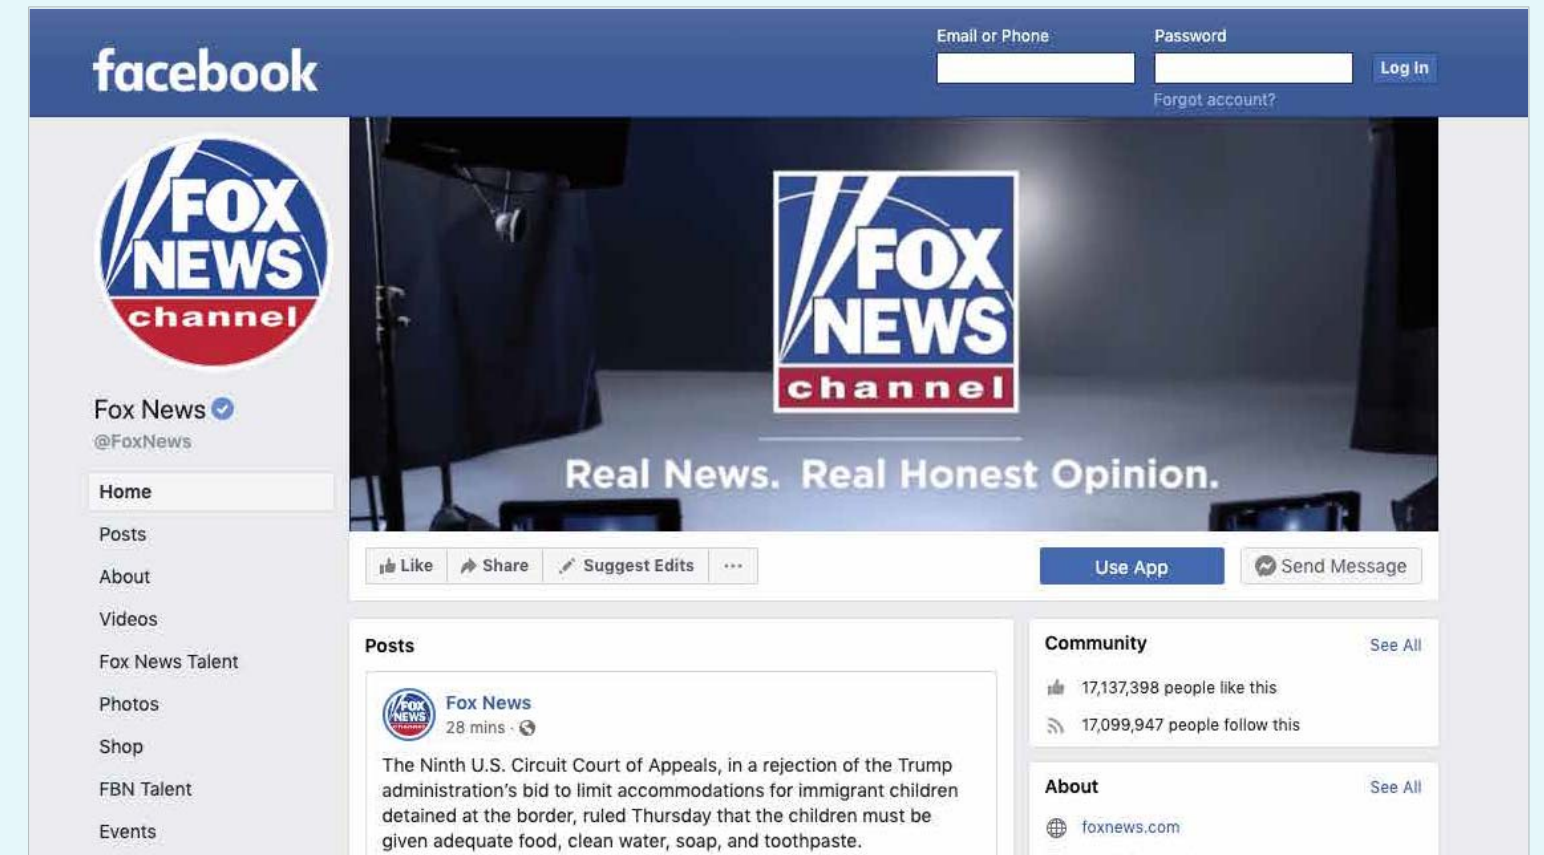 facebook
Email or Phone
Password
Log In
Forgot account?
FOX
NEWS
channel
FOX
NEWS
channel
Real News. Real Honest Opinion.
Fox News
@FoxNews
Home
Posts
About
Videos
Fox News Talent
Photos
Shop
FBN Talent
Events
Like
Share
Suggest Edits
...
Use App
Send Message
Posts
FOX
NEWS
channel
Fox News
28 mins ·
The Ninth U.S. Circuit Court of Appeals, in a rejection of the Trump
administration's bid to limit accommodations for immigrant children
detained at the border, ruled Thursday that the children must be
given adequate food, clean water, soap, and toothpaste.
Community
See All
17,137,398 people like this
17,099,947 people follow this
About
See All
foxnews.com